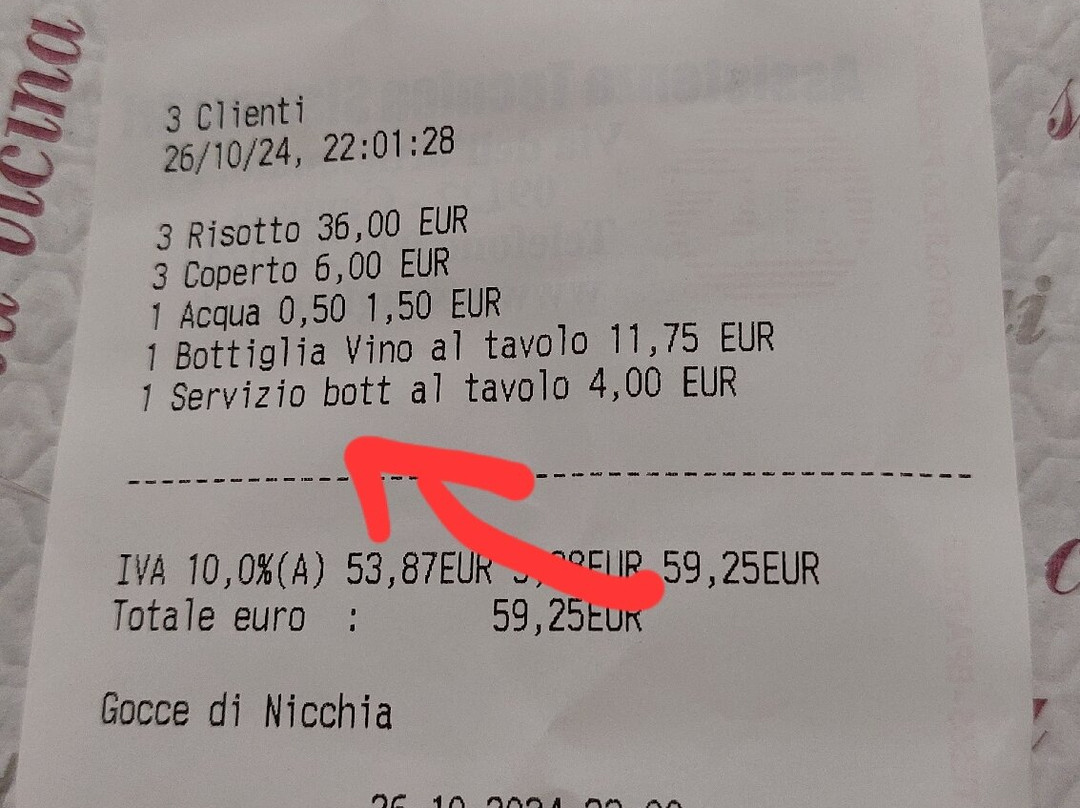 3 Clienti
26/10/24, 22:01:28
3 Risotto 36,00 EUR
3 Coperto 6,00 EUR
1 Acqua 0,50 1,50 EUR
1 Bottiglia Vino al tavolo 11,75 EUR
1 Servizio bott al tavolo 4,00 EUR
IVA 10,0%(A) 53,87EUR 59,25EUR
Totale euro : 59,25EUR
Gocce di Nicchia
cucina